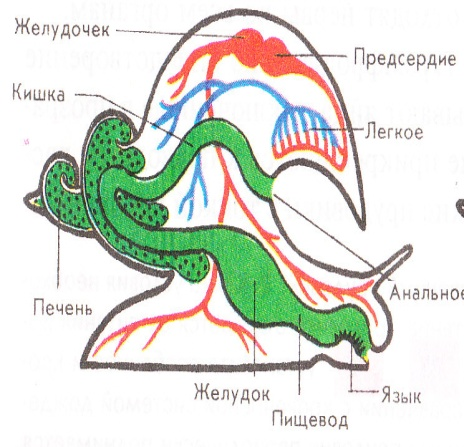 Желудочек
Предсердие
Кишка
Легкое
Печень
Анальное
Желудок
Язык
Пищевод